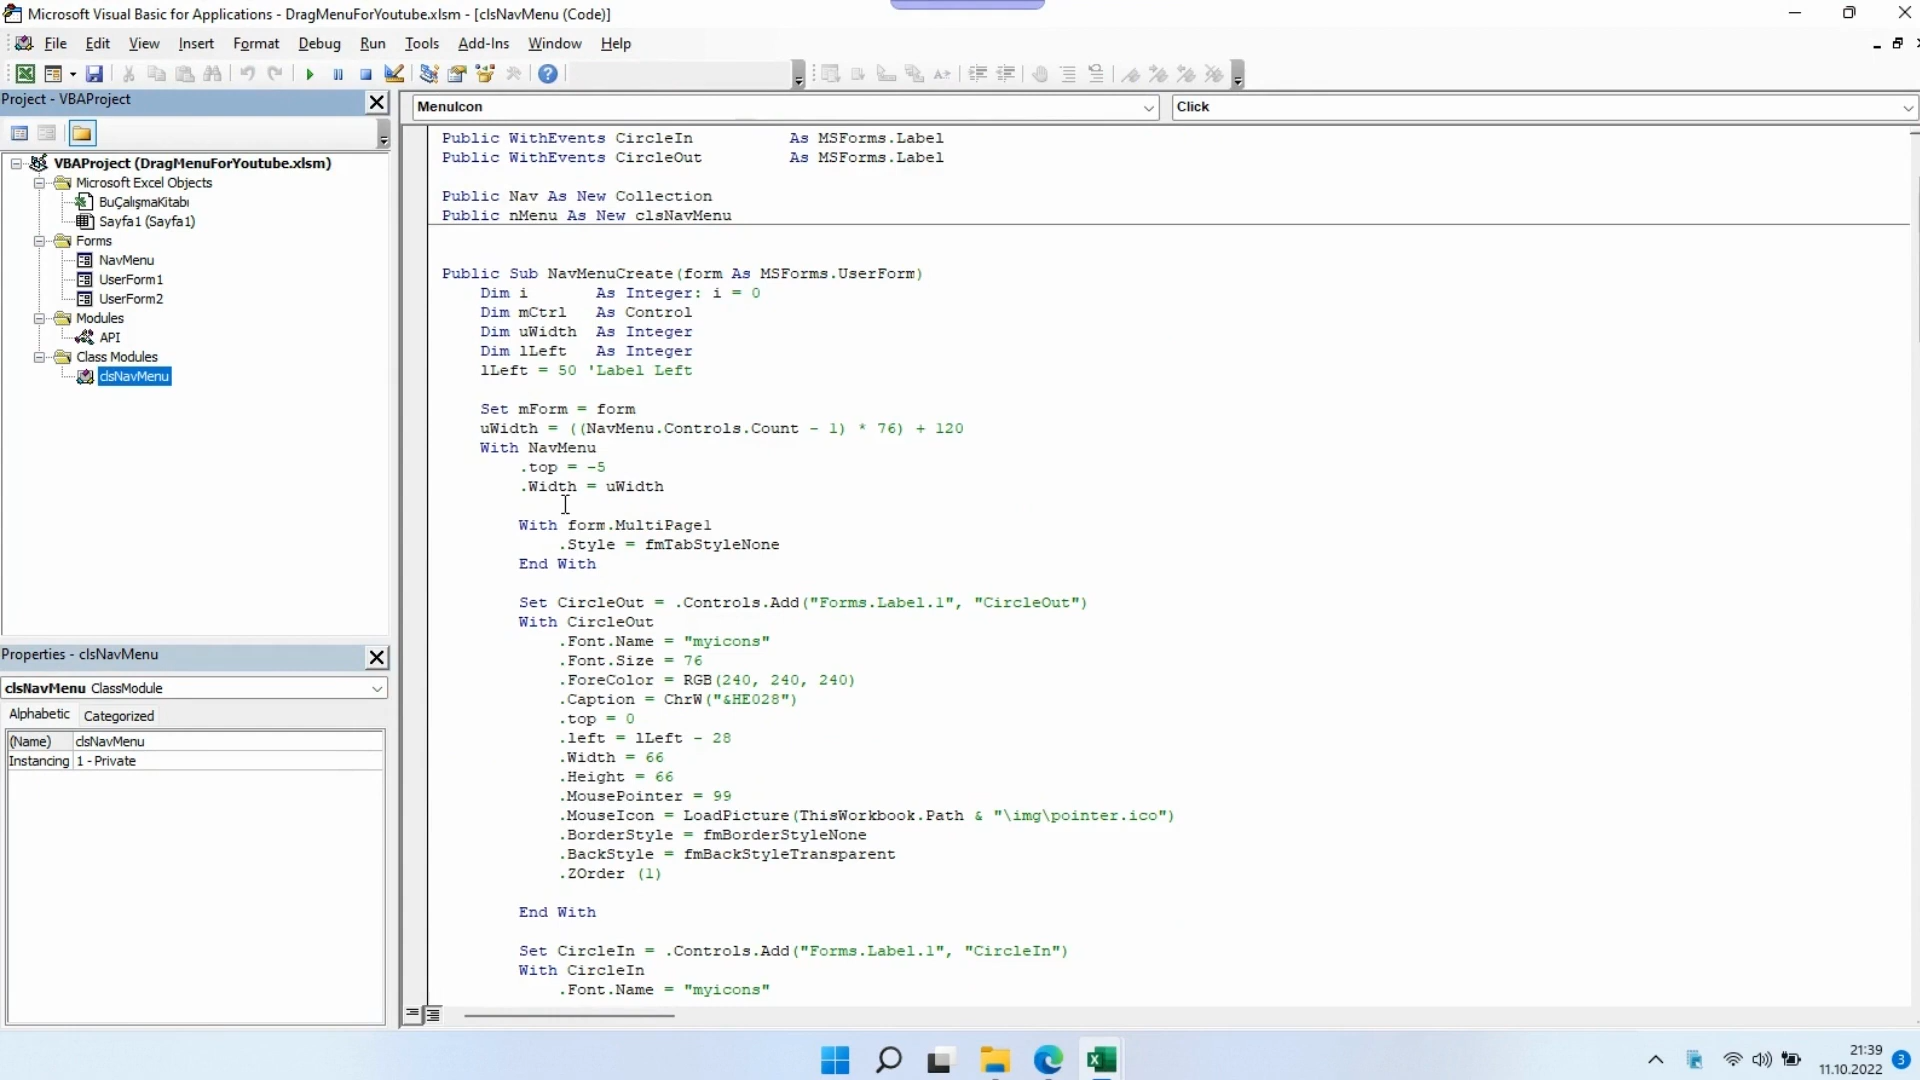 Microsoft Visual Basic for Applications - DragMenuForYoutube.xlsm - [clsNavMenu (Code)]
File Edit View Insert Format Debug Run Tools Add-Ins Window Help
Project - VBAProject
VBAProject (DragMenuForYoutube.xlsm)
Microsoft Excel Objects
BuÇalışmaKitabı
Sayfa1 (Sayfa1)
Forms
NavMenu
UserForm1
UserForm2
Modules
API
Class Modules
clsNavMenu
Properties - clsNavMenu
clsNavMenu ClassModule
Alphabetic Categorized
(Name) clsNavMenu
Instancing 1 - Private
MenuIcon Click
Public WithEvents CircleIn As MSForms.Label
Public WithEvents CircleOut As MSForms.Label
Public Nav As New Collection
Public nMenu As New clsNavMenu
Public Sub NavMenuCreate(form As MSForms.UserForm)
Dim i As Integer: i = 0
Dim mCtrl As Control
Dim uWidth As Integer
Dim lLeft As Integer
lLeft = 50 'Label Left
Set mForm = form
uWidth = ((NavMenu.Controls.Count - 1) * 76) + 120
With NavMenu
.top = -5
.Width = uWidth
With form.MultiPage1
.Style = fmTabStyleNone
End With
Set CircleOut = .Controls.Add("Forms.Label.1", "CircleOut")
With CircleOut
.Font.Name = "myicons"
.Font.Size = 76
.ForeColor = RGB(240, 240, 240)
.Caption = ChrW("&HE028")
.top = 0
.left = lLeft - 28
.Width = 66
.Height = 66
.MousePointer = 99
.MouseIcon = LoadPicture(ThisWorkbook.Path & "\img\pointer.ico")
.BorderStyle = fmBorderStyleNone
.BackStyle = fmBackStyleTransparent
.ZOrder (1)
End With
Set CircleIn = .Controls.Add("Forms.Label.1", "CircleIn")
With CircleIn
.Font.Name = "myicons"
21:39
11.10.2022
3